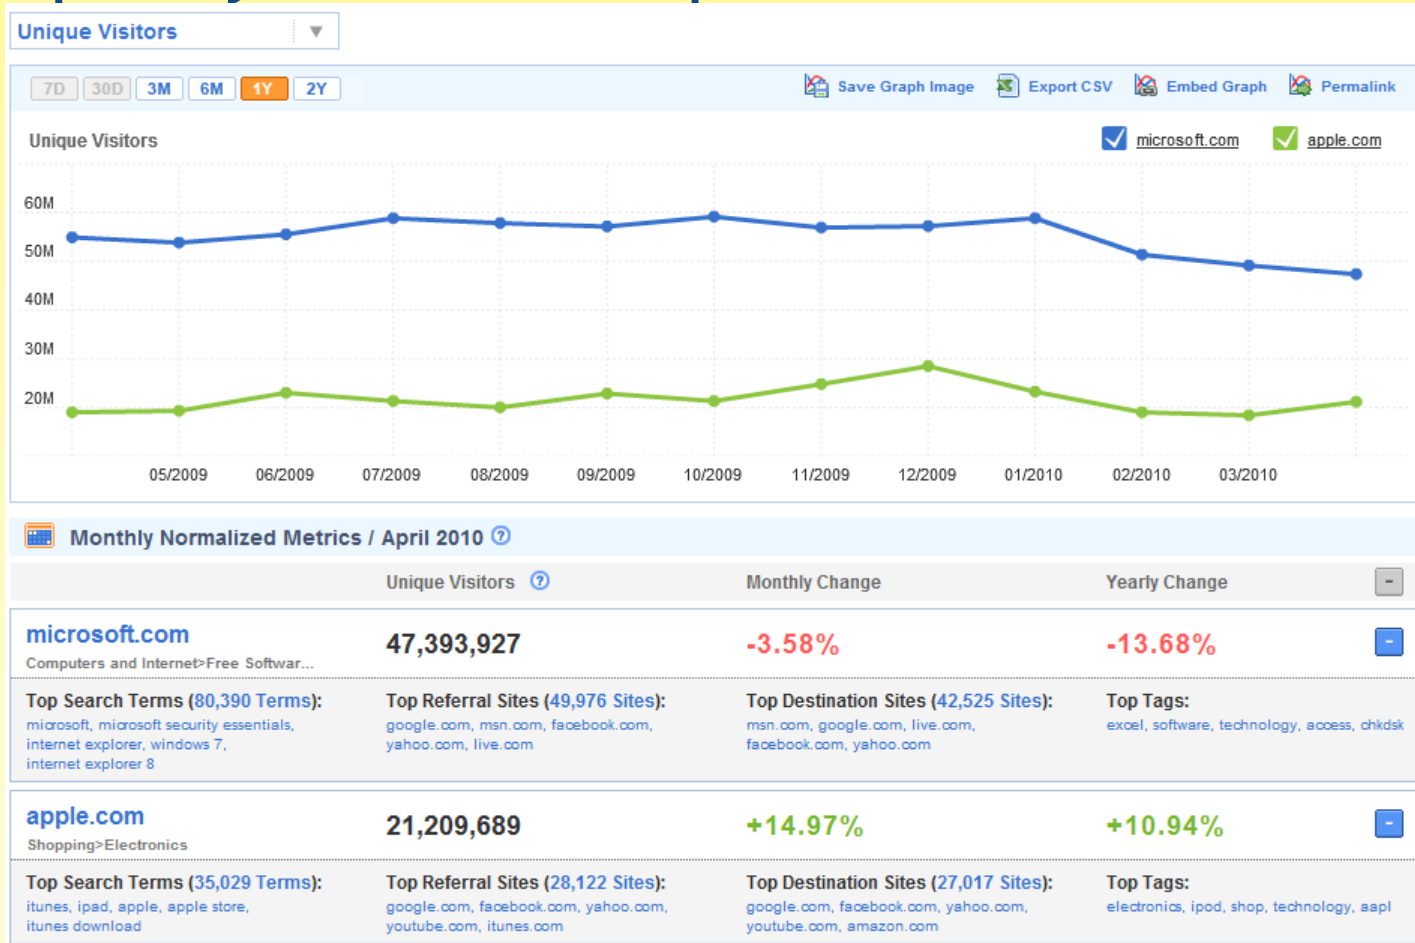 Unique Visitors
7D 30D 3M 6M 1Y 2Y
Save Graph Image Export CSV Embed Graph Permalink
Unique Visitors
microsoft.com apple.com
60M
50M
40M
30M
20M
05/2009 06/2009 07/2009 08/2009 09/2009 10/2009 11/2009 12/2009 01/2010 02/2010 03/2010
Monthly Normalized Metrics / April 2010 ?
Unique Visitors ? Monthly Change Yearly Change -
microsoft.com 47,393,927 -3.58% -13.68% -
Computers and Internet>Free Softwar...
Top Search Terms (80,390 Terms): Top Referral Sites (49,976 Sites): Top Destination Sites (42,525 Sites): Top Tags:
microsoft, microsoft security essentials, google.com, msn.com, facebook.com, msn.com, google.com, live.com, excel, software, technology, access, chkdsk
internet explorer, windows 7, yahoo.com, live.com facebook.com, yahoo.com
internet explorer 8
apple.com 21,209,689 +14.97% +10.94% -
Shopping>Electronics
Top Search Terms (35,029 Terms): Top Referral Sites (28,122 Sites): Top Destination Sites (27,017 Sites): Top Tags:
itunes, ipad, apple, apple store, google.com, facebook.com, yahoo.com, google.com, facebook.com, yahoo.com, electronics, ipod, shop, technology, aapl
itunes download youtube.com, itunes.com youtube.com, amazon.com